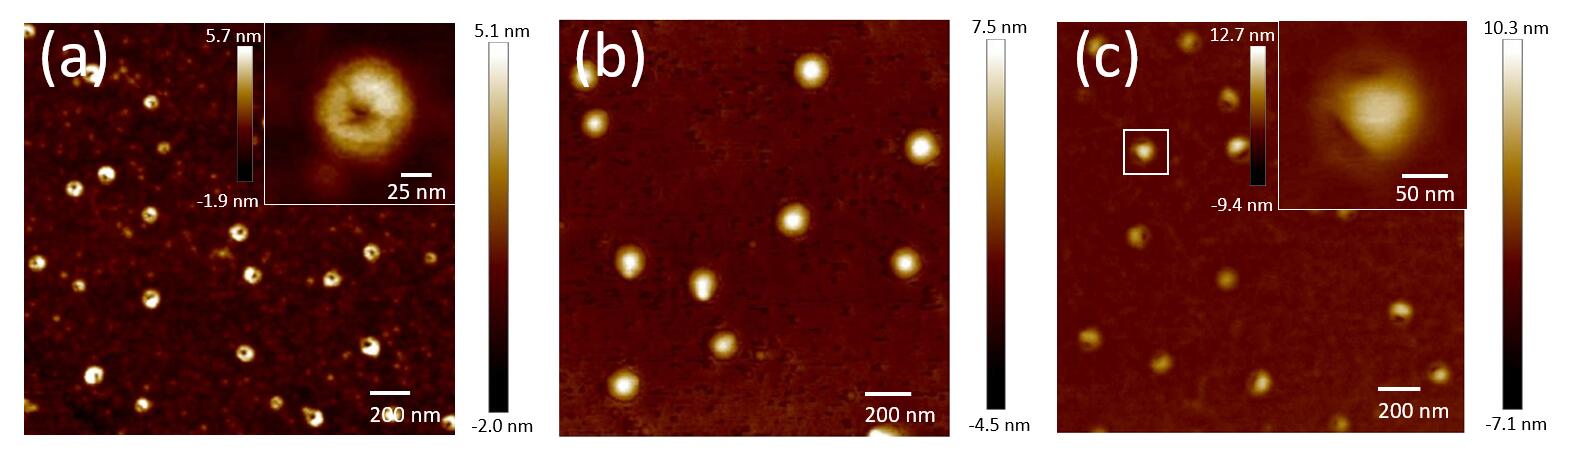 (a)
5.7 nm
-1.9 nm
25 nm
200 nm
5.1 nm
-2.0 nm
(b)
200 nm
7.5 nm
-4.5 nm
(c)
12.7 nm
-9.4 nm
50 nm
200 nm
10.3 nm
-7.1 nm